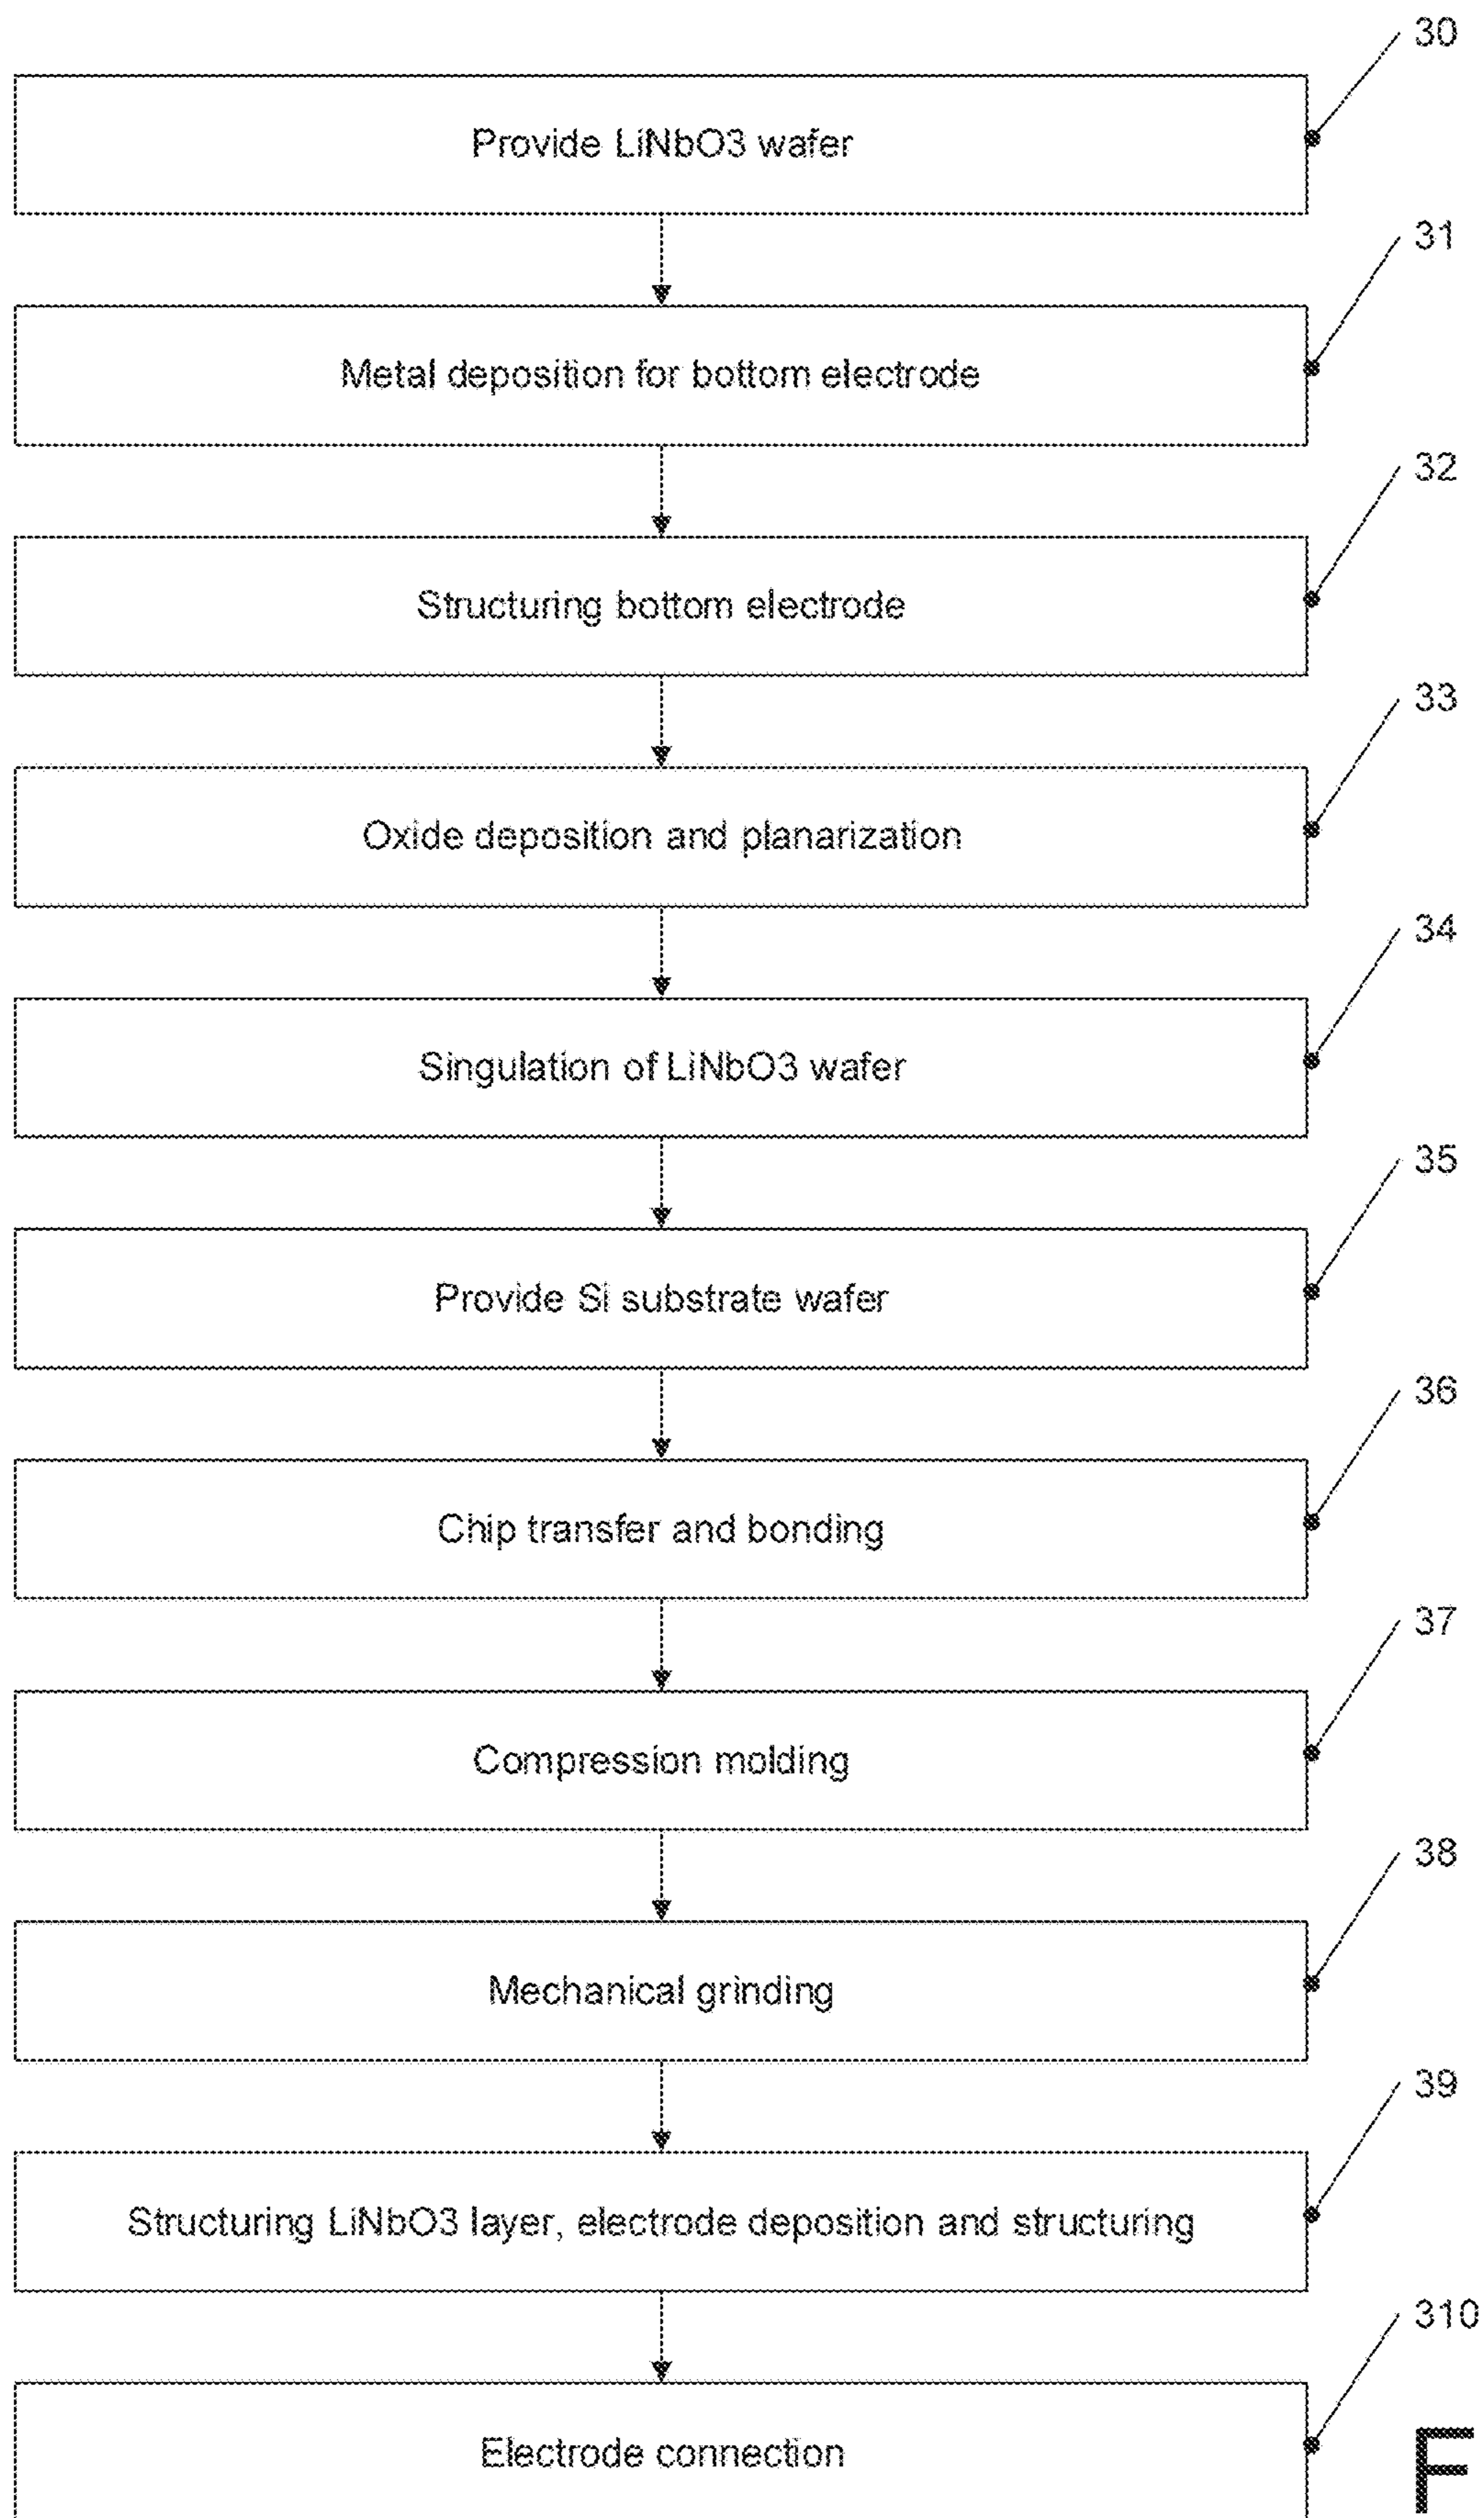 30
Provide LiNbO3 wafer
31
Metal deposition for bottom electrode
32
Structuring bottom electrode
33
Oxide deposition and planarization
34
Singulation of LiNbO3 wafer
35
Provide Si substrate wafer
36
Chip transfer and bonding
37
Compression molding
38
Mechanical grinding
39
Structuring LiNbO3 layer, electrode deposition and structuring
310
Electrode connection
F